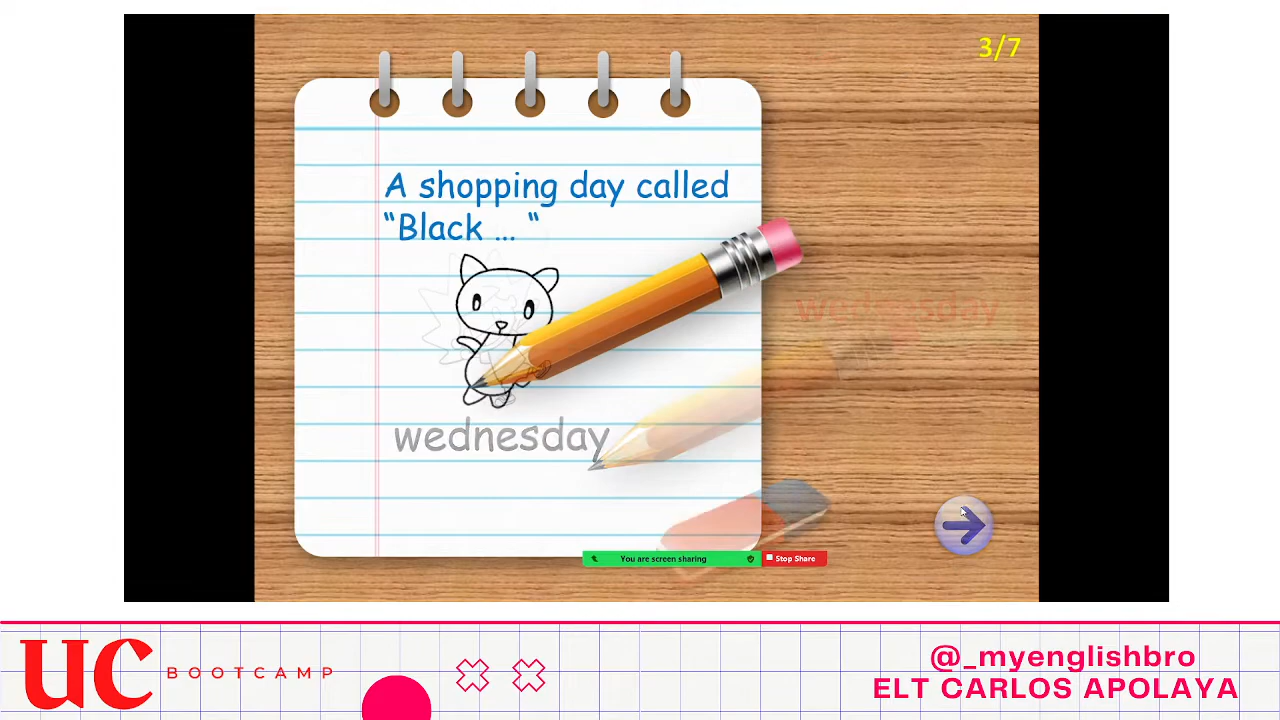 3/7
A shopping day called
“Black ... “
wednesday
wednesday
You are screen sharing
Stop Share
UC BOOTCAMP
@_myenglishbro
ELT CARLOS APOLAYA